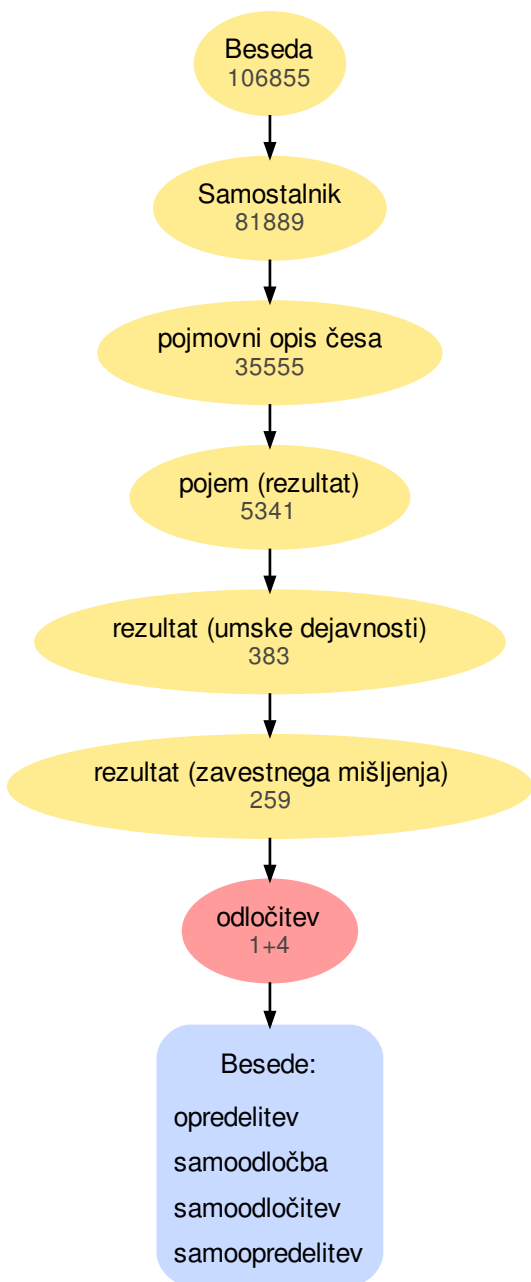 Beseda
106855
Samostalnik
81889
pojmovni opis česa
35555
pojem (rezultat)
5341
rezultat (umske dejavnosti)
383
rezultat (zavestnega mišljenja)
259
odločitev
1+4
Besede:
opredelitev
samoodločba
samoodločitev
samoopredelitev